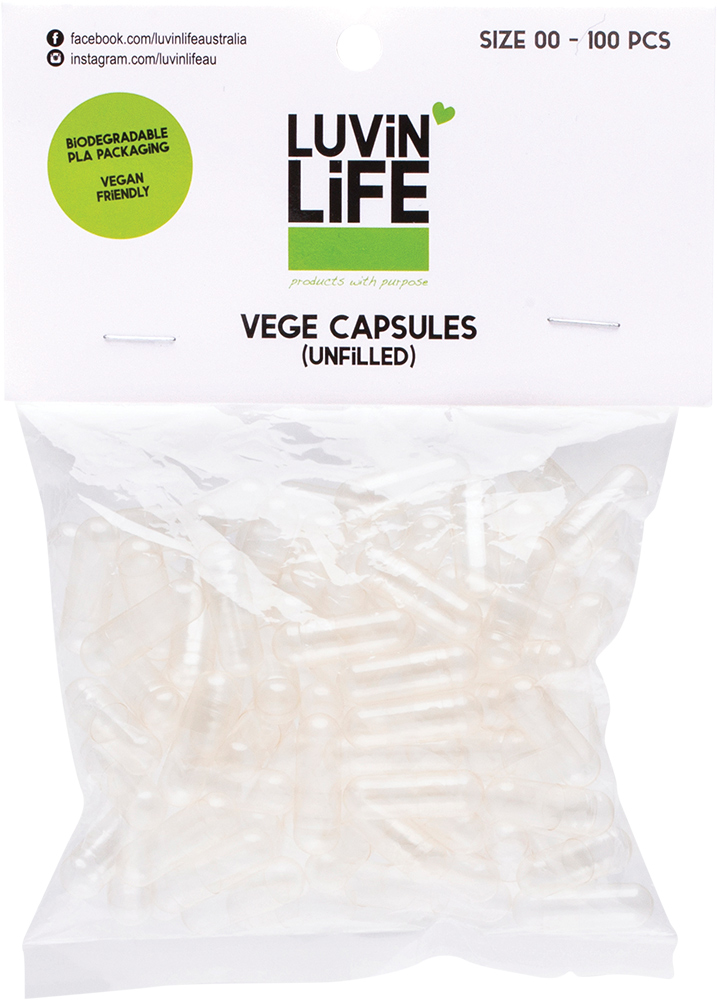 facebook.com/luvinlifeaustralia
instagram.com/luvinlifeau
SIZE 00 - 100 PCS
BiODEGRADABLE
PLA PACKAGING
VEGAN
FRiENDLY
LUViN
LiFE
products with purpose
VEGE CAPSULES
(UNFiLLED)